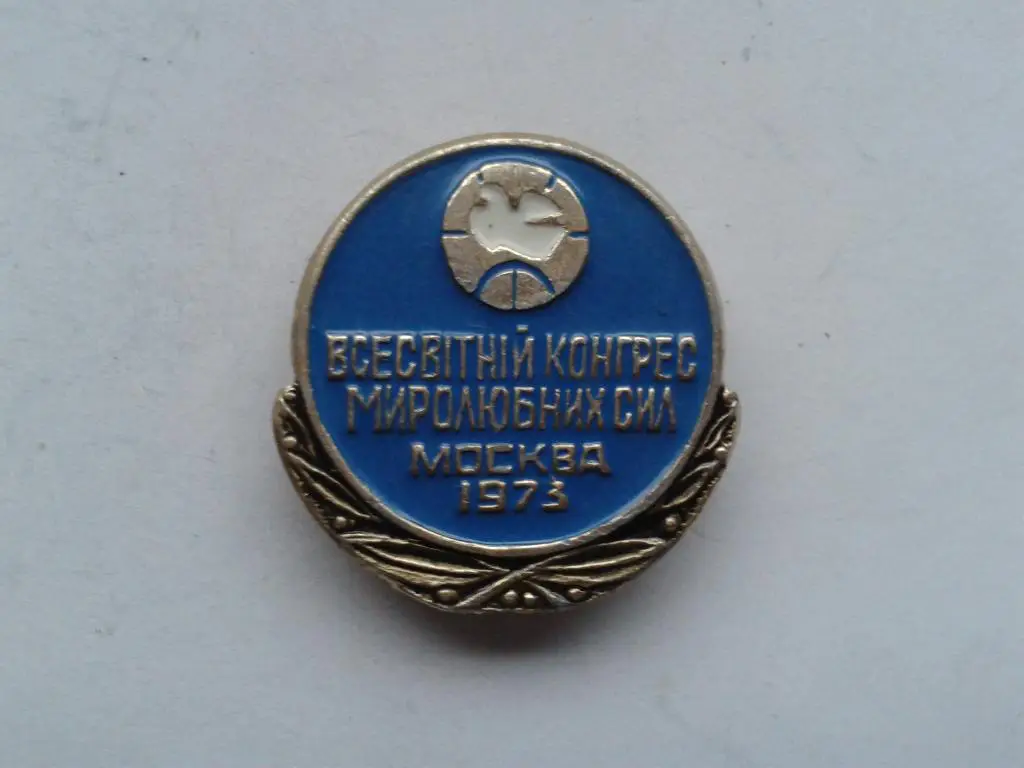 ВСЕСВІТНІЙ КОНГРЕС
МИРОЛЮБНИХ СИЛ
МОСКВА
1973